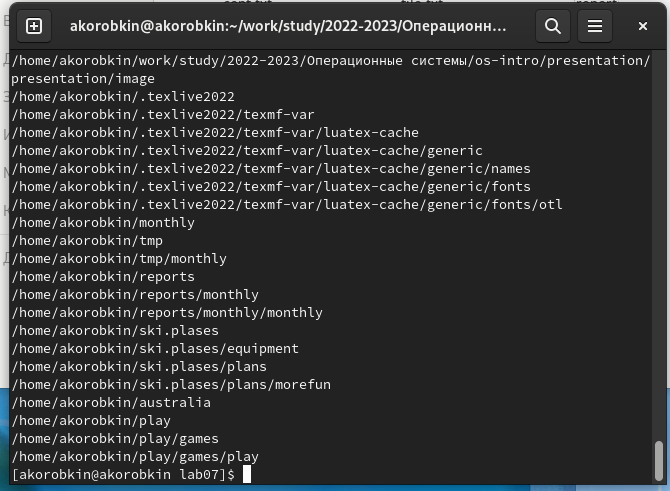 akorobkin@akorobkin:~/work/study/2022-2023/Операционн...
/home/akorobkin/work/study/2022-2023/Операционные системы/os-intro/presentation/
presentation/image
/home/akorobkin/.texlive2022
/home/akorobkin/.texlive2022/texmf-var
/home/akorobkin/.texlive2022/texmf-var/luatex-cache
/home/akorobkin/.texlive2022/texmf-var/luatex-cache/generic
/home/akorobkin/.texlive2022/texmf-var/luatex-cache/generic/names
/home/akorobkin/.texlive2022/texmf-var/luatex-cache/generic/fonts
/home/akorobkin/.texlive2022/texmf-var/luatex-cache/generic/fonts/otl
/home/akorobkin/monthly
/home/akorobkin/tmp
/home/akorobkin/tmp/monthly
/home/akorobkin/reports
/home/akorobkin/reports/monthly
/home/akorobkin/reports/monthly/monthly
/home/akorobkin/ski.plases
/home/akorobkin/ski.plases/equipment
/home/akorobkin/ski.plases/plans
/home/akorobkin/ski.plases/plans/morefun
/home/akorobkin/australia
/home/akorobkin/play
/home/akorobkin/play/games
/home/akorobkin/play/games/play
[akorobkin@akorobkin lab07]$